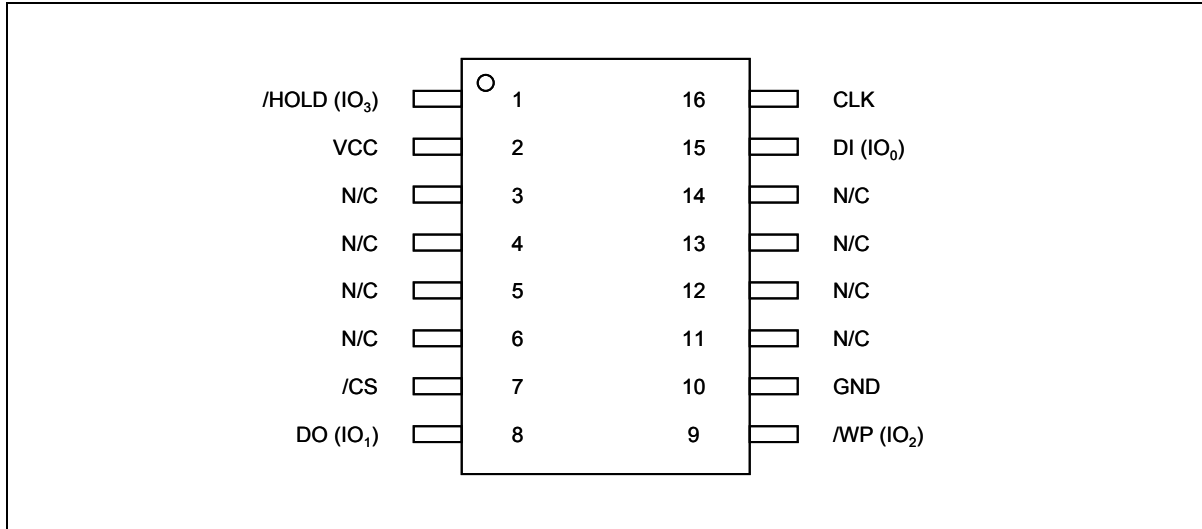 /HOLD (IO₃) 1 16 CLK
VCC 2 15 DI (IO₀)
N/C 3 14 N/C
N/C 4 13 N/C
N/C 5 12 N/C
N/C 6 11 N/C
/CS 7 10 GND
DO (IO₁) 8 9 /WP (IO₂)